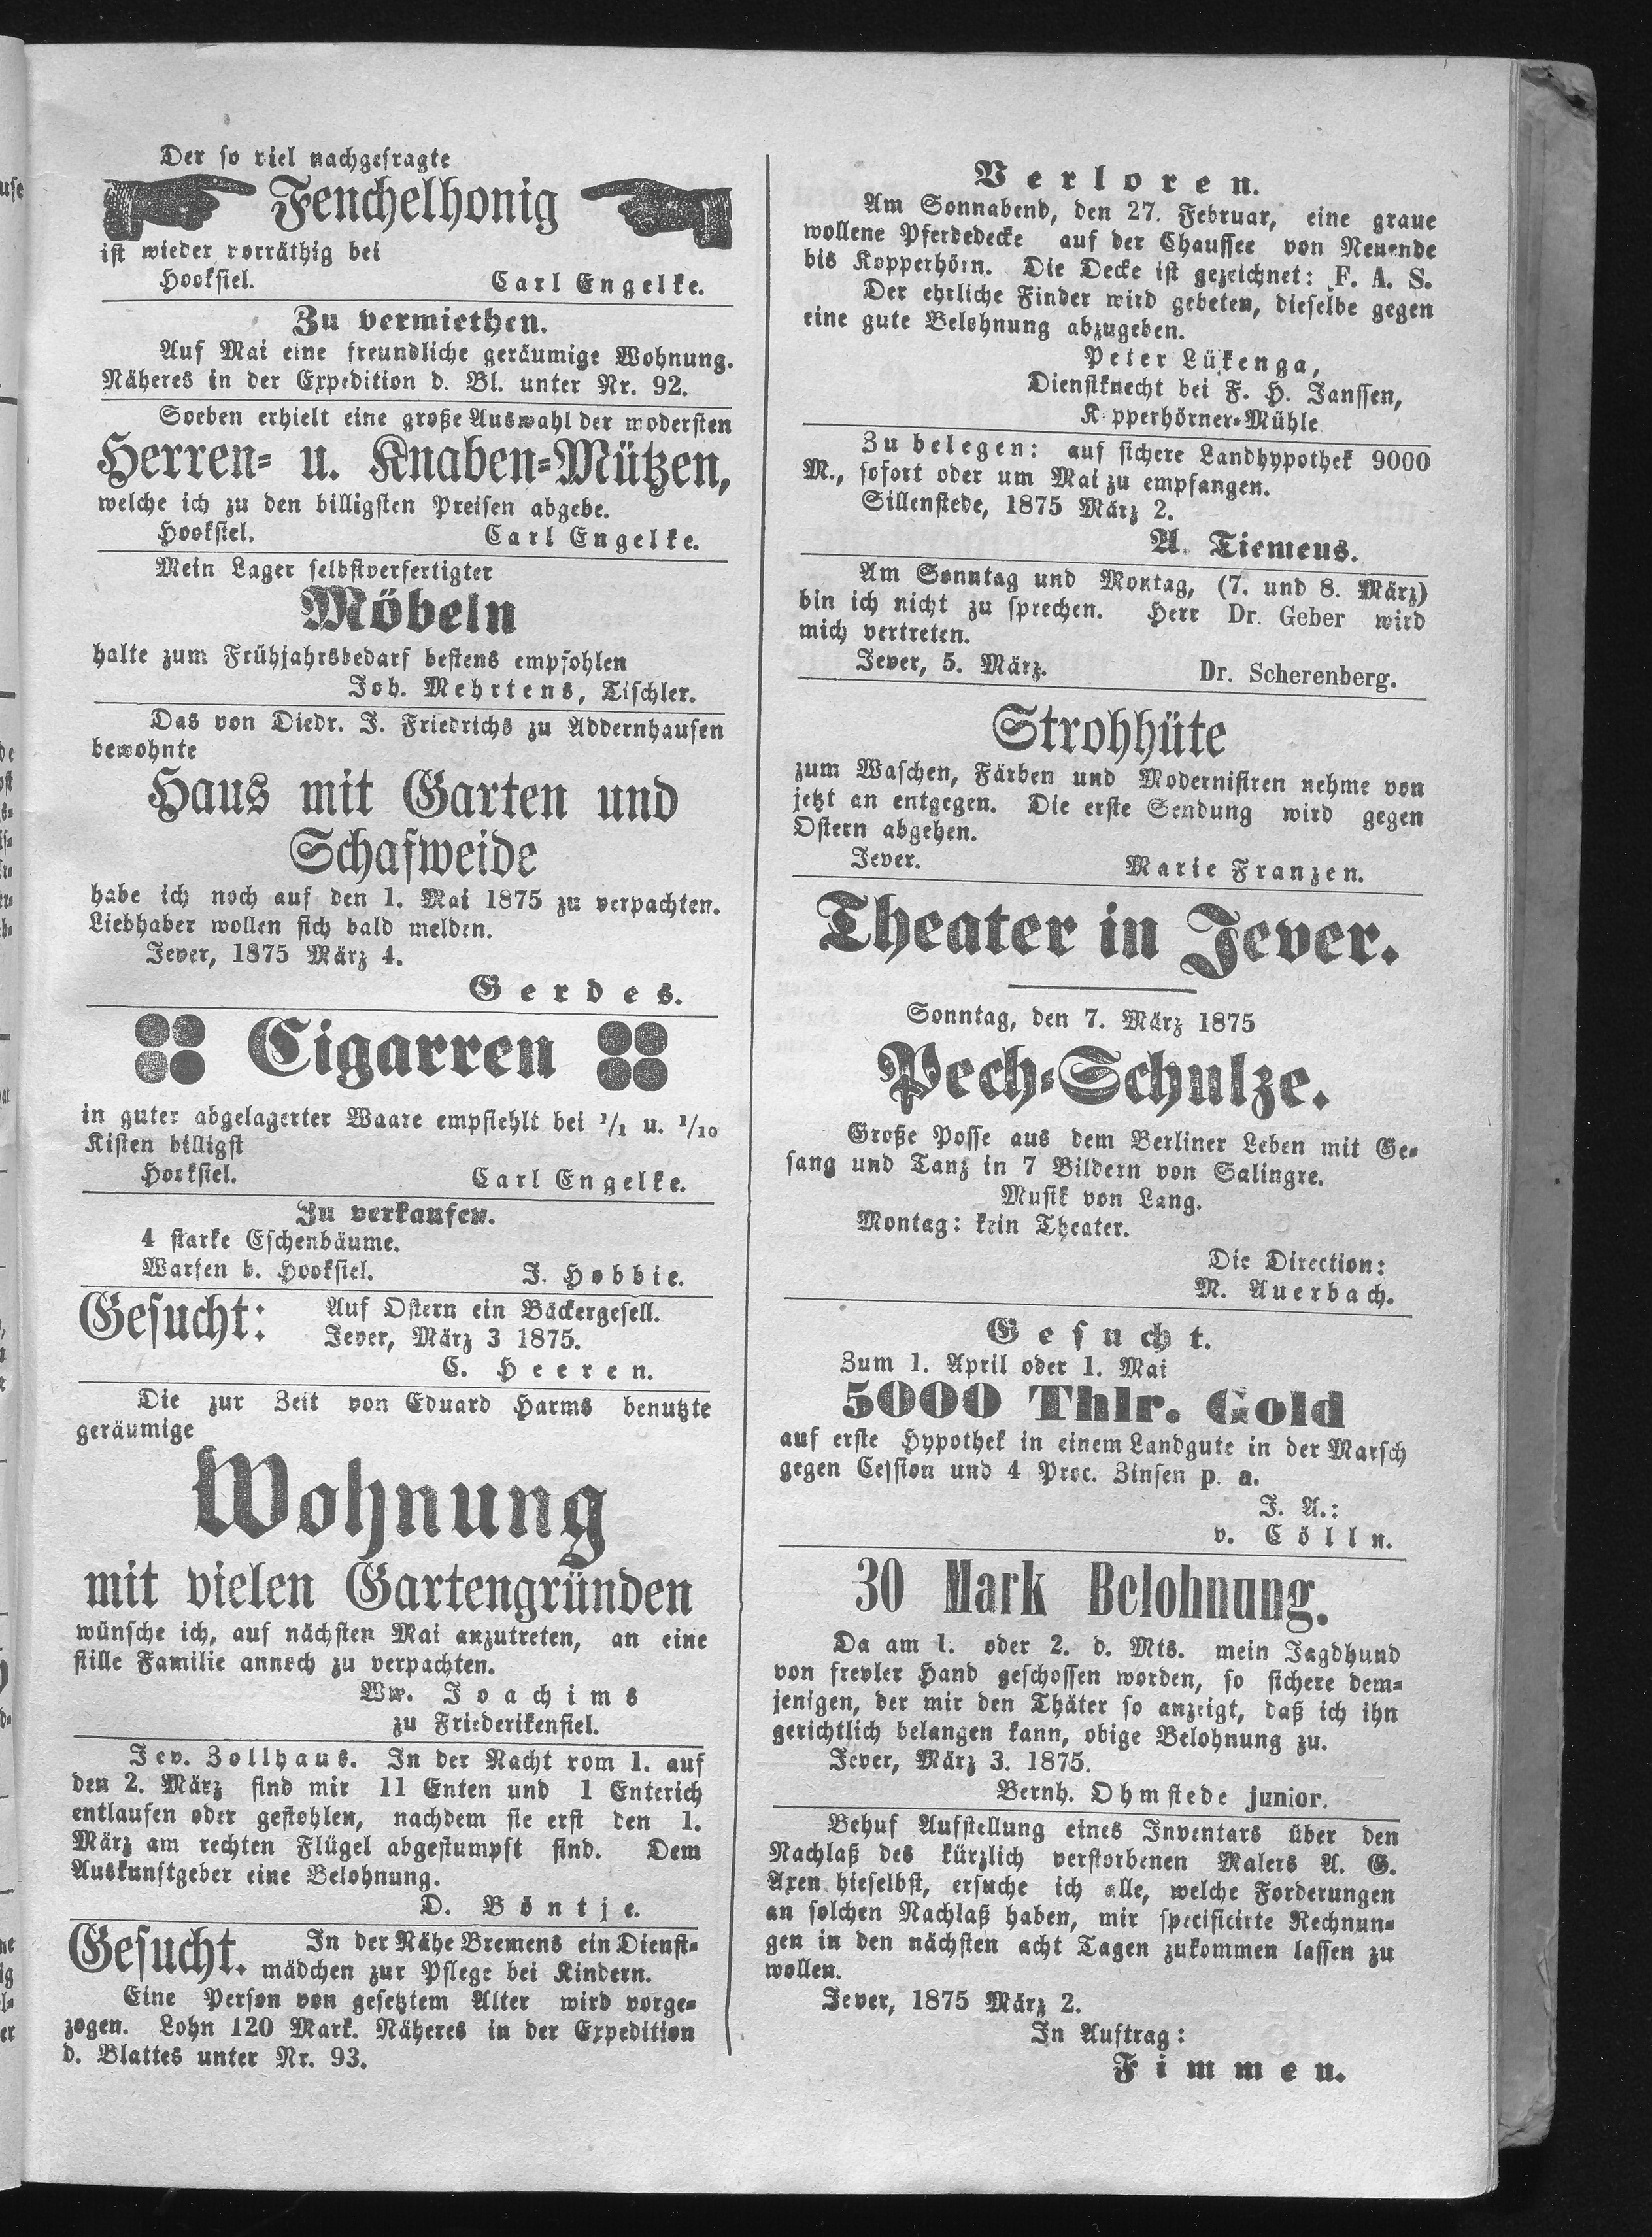 Der so viel nachgefragte
Fenchelhonig
ist wieder vorräthig bei
Hooksiel. Carl Engelke.
Zu vermiethen.
Auf Mai eine freundliche geräumige Wohnung.
Näheres in der Expedition d. Bl. unter Nr. 92.
Soeben erhielt eine große Auswahl der modersten
Herren- u. Knaben-Mützen,
welche ich zu den billigsten Preisen abgebe.
Hooksiel. Carl Engelke.
Mein Lager selbstverfertigter
Möbeln
halte zum Frühjahrsbedarf bestens empfohlen
Joh. Mehrtens, Tischler.
Das von Diedr. J. Friedrichs zu Addernhausen
bewohnte
Haus mit Garten und
Schafweide
habe ich noch auf den 1. Mai 1875 zu verpachten.
Liebhaber wollen sich bald melden.
Jever, 1875 März 4.
Gerdes.
Cigarren
in guter abgelagerter Waare empfiehlt bei 1/1 u. 1/10
Kisten billigst
Hooksiel. Carl Engelke.
Zu verkaufen.
4 starke Eschenbäume.
Warfen b. Hooksiel. J. Hobbie.
Gesucht: Auf Ostern ein Bäckergesell.
Jever, März 3 1875.
C. Heeren.
Die zur Zeit von Eduard Harms benutzte
geräumige
Wohnung
mit vielen Gartengründen
wünsche ich, auf nächsten Mai anzutreten, an eine
stille Familie annoch zu verpachten.
Ww. Joachims
zu Friederikensiel.
Jev. Zollhaus. In der Nacht vom 1. auf
den 2. März sind mir 11 Enten und 1 Enterich
entlaufen oder gestohlen, nachdem sie erst den 1.
März am rechten Flügel abgestumpft sind. Dem
Auskunftgeber eine Belohnung.
D. Böntje.
Gesucht. In der Nähe Bremens ein Dienst-
mädchen zur Pflege bei Kindern.
Eine Person von gesetztem Alter wird vorge-
zogen. Lohn 120 Mark. Näheres in der Expedition
d. Blattes unter Nr. 93.
Verloren.
Am Sonnabend, den 27. Februar, eine graue
wollene Pferdedecke auf der Chaussee von Neuende
bis Kopperhörn. Die Decke ist gezeichnet: F. A. S.
Der ehrliche Finder wird gebeten, dieselbe gegen
eine gute Belohnung abzugeben.
Peter Lükenga,
Dienstknecht bei F. H. Janssen,
Kopperhörner-Mühle.
Zu belegen: auf sichere Landhypothek 9000
M., sofort oder um Mai zu empfangen.
Sillenstede, 1875 März 2.
A. Tiemens.
Am Sonntag und Montag, (7. und 8. März)
bin ich nicht zu sprechen. Herr Dr. Geber wird
mich vertreten.
Jever, 5. März. Dr. Scherenberg.
Strohhüte
zum Waschen, Färben und Modernisiren nehme von
jetzt an entgegen. Die erste Sendung wird gegen
Ostern abgehen.
Jever. Marie Franzen.
Theater in Jever.
Sonntag, den 7. März 1875
Pech-Schulze.
Große Posse aus dem Berliner Leben mit Ge-
sang und Tanz in 7 Bildern von Salingre.
Musik von Lang.
Montag: kein Theater.
Die Direction:
M. Auerbach.
Gesucht.
Zum 1. April oder 1. Mai
5000 Thlr. Gold
auf erste Hypothek in einem Landgute in der Marsch
gegen Cession und 4 Proc. Zinsen p. a.
J. A.:
v. Cölln.
30 Mark Belohnung.
Da am 1. oder 2. d. Mts. mein Jagdhund
von frevler Hand geschossen worden, so sichere dem-
jenigen, der mir den Thäter so anzeigt, daß ich ihn
gerichtlich belangen kann, obige Belohnung zu.
Jever, März 3. 1875.
Bernh. Ohmstede junior.
Behuf Aufstellung eines Inventars über den
Nachlaß des kürzlich verstorbenen Malers A. G.
Axen hieselbst, ersuche ich alle, welche Forderungen
an solchen Nachlaß haben, mir specificirte Rechnun-
gen in den nächsten acht Tagen zukommen lassen zu
wollen.
Jever, 1875 März 2.
In Auftrag:
Fimmen.